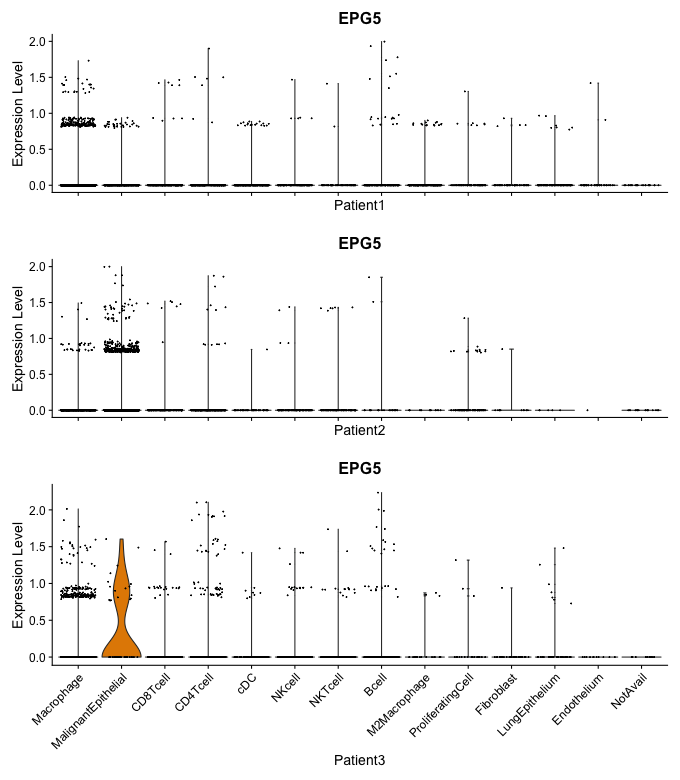 EPG5
Expression Level
2.0
1.5
1.0
0.5
0.0
Patient1
EPG5
Expression Level
2.0
1.5
1.0
0.5
0.0
Patient2
EPG5
Expression Level
2.0
1.5
1.0
0.5
0.0
Macrophage
MalignantEpithelial
CD8Tcell
CD4Tcell
cDC
NKcell
NKTcell
Bcell
M2Macrophage
ProliferatingCell
Fibroblast
LungEpithelium
Endothelium
NotAvail
Patient3